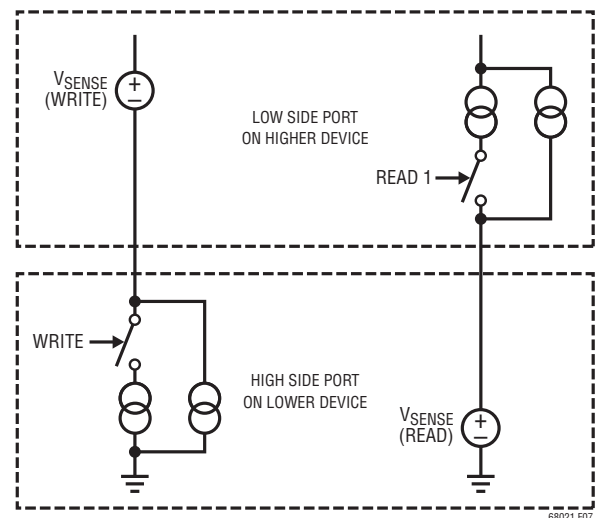 VSENSE
(WRITE)
+
−
LOW SIDE PORT
ON HIGHER DEVICE
READ 1
WRITE
HIGH SIDE PORT
ON LOWER DEVICE
VSENSE
(READ)
+
−
68021 F07